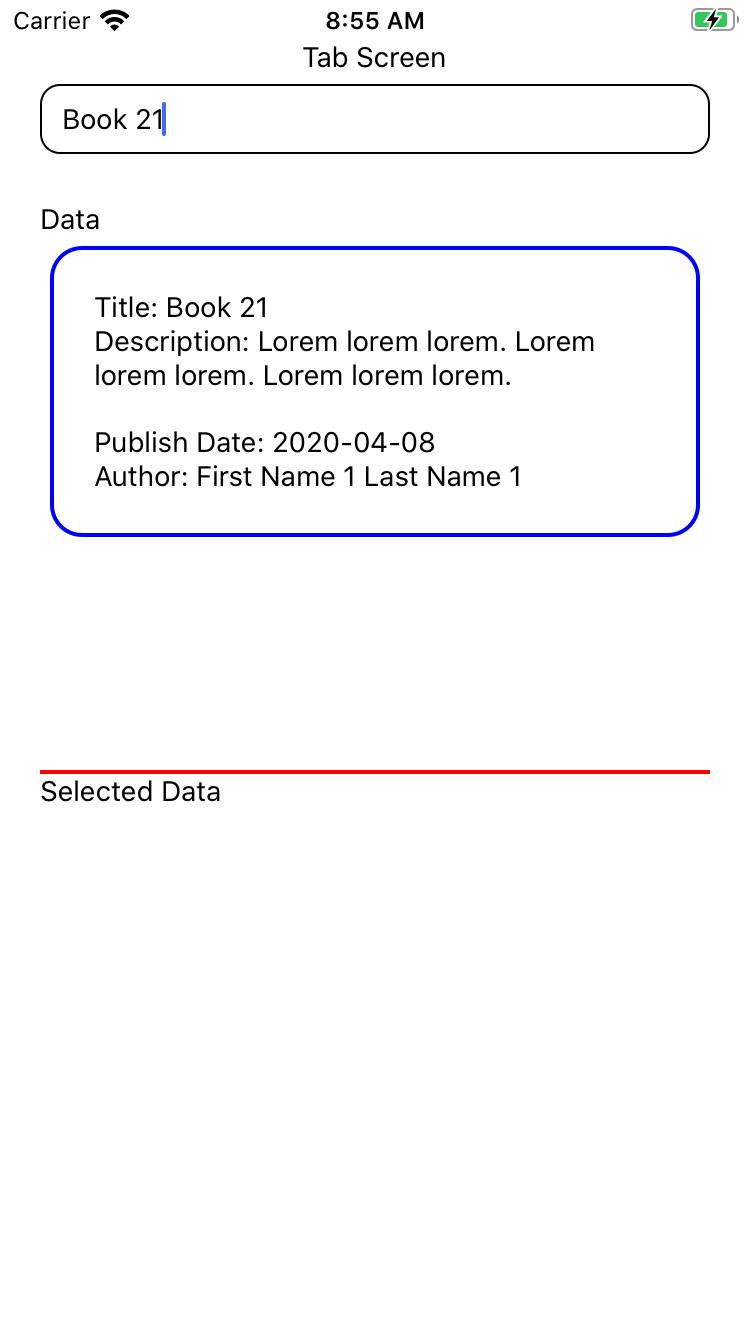 Carrier 8:55 AM
Tab Screen
Book 21
Data
Title: Book 21
Description: Lorem lorem lorem. Lorem
lorem lorem. Lorem lorem lorem.
Publish Date: 2020-04-08
Author: First Name 1 Last Name 1
Selected Data